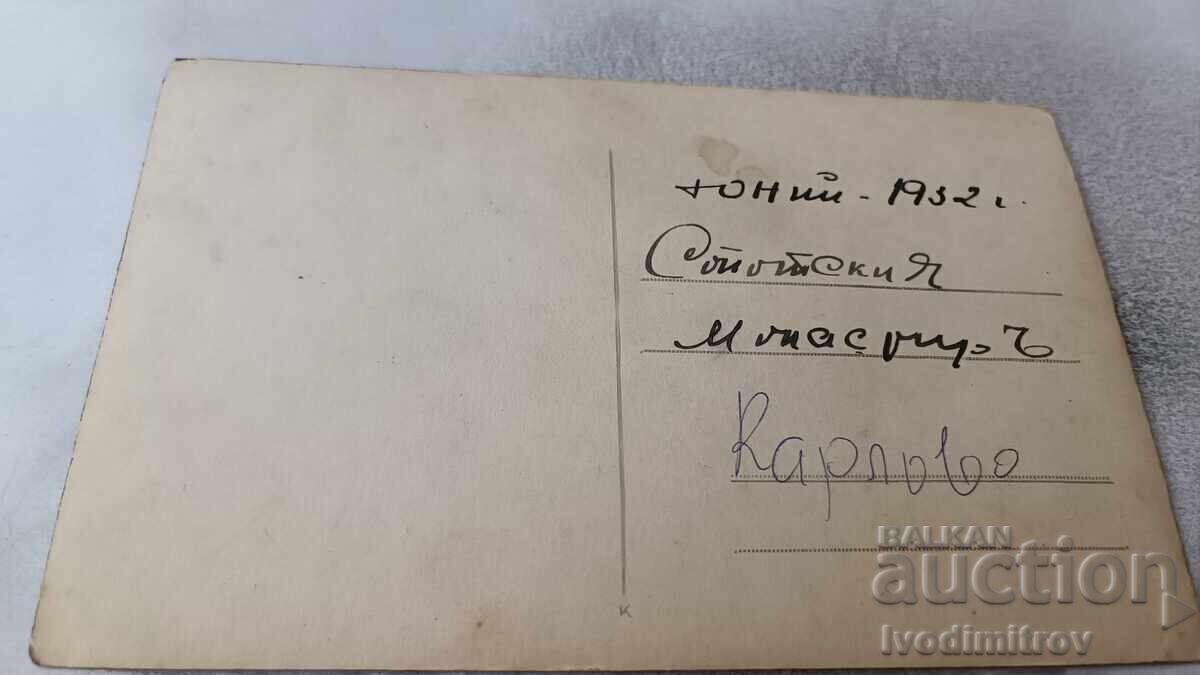 юний - 1932 г.
Сопотския
Монастиръ
Карлово
K
BALKAN
auction
Ivodimitrov